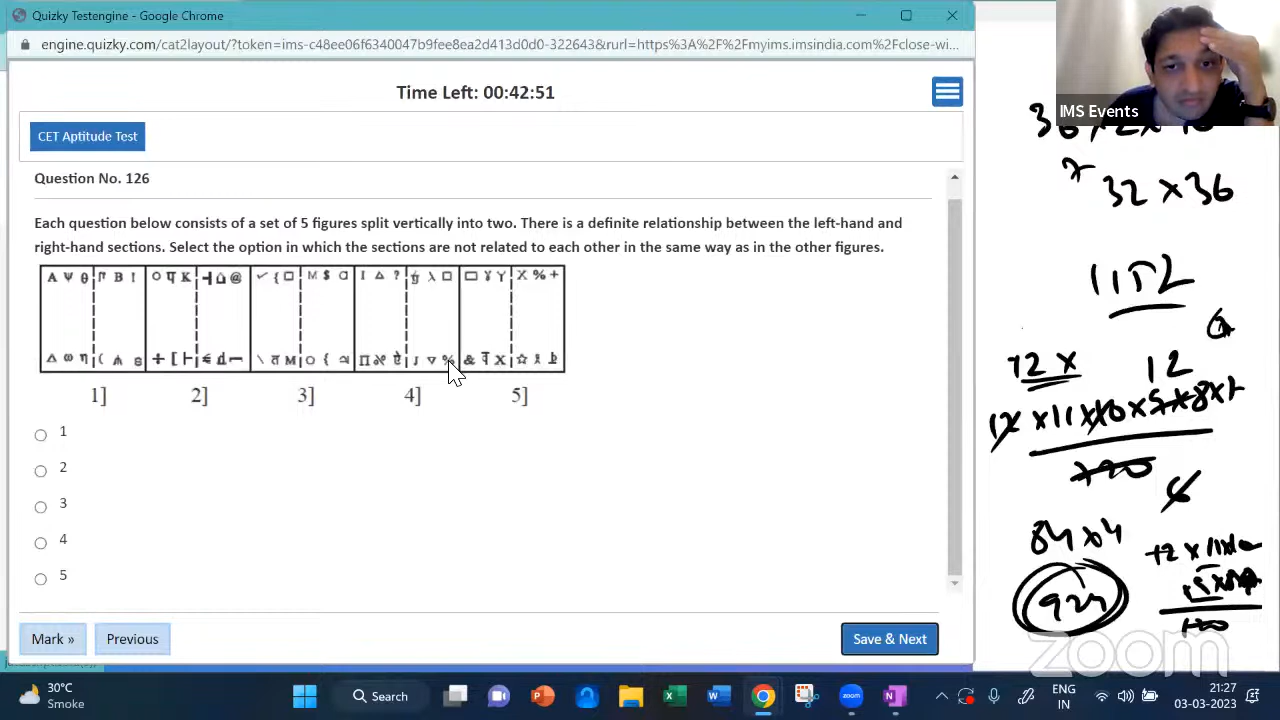 Quizky Testengine - Google Chrome
engine.quizky.com/cat2layout/?token=ims-c48ee06f6340047b9fee8ea2d413d0d0-322643&rurl=https%3A%2F%2Fmyims.imsindia.com%2Fclose-wi...
IMS Events
Time Left: 00:42:51
CET Aptitude Test
Question No. 126
Each question below consists of a set of 5 figures split vertically into two. There is a definite relationship between the left-hand and
right-hand sections. Select the option in which the sections are not related to each other in the same way as in the other figures.
1] 2] 3] 4] 5]
1
2
3
4
5
Mark »
Previous
Save & Next
32 x 36
1152
72 x 12
84 x 4
924
zoom
30°C
Smoke
Search
ENG
IN
21:27
03-03-2023